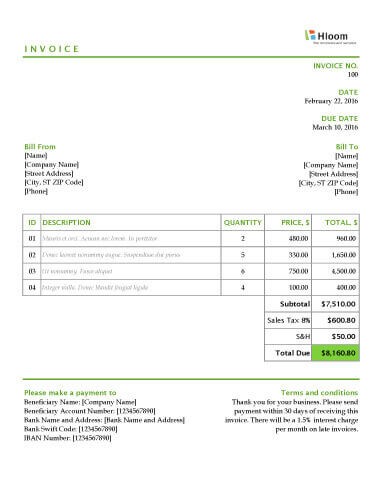 Hloom
INVOICE
INVOICE NO.
100
DATE
February 22, 2016
DUE DATE
March 10, 2016
Bill From
[Name]
[Company Name]
[Street Address]
[City, ST ZIP Code]
[Phone]
Bill To
[Name]
[Company Name]
[Street Address]
[City, ST ZIP Code]
[Phone]
ID DESCRIPTION QUANTITY PRICE, $ TOTAL, $
01 Mauris et orci. Aenean nec lorem. In porttitor 2 480.00 960.00
02 Donec laoreet nonummy augue. Suspendisse dui purus 5 330.00 1,650.00
03 Ut nonummy. Fusce aliquet 6 750.00 4,500.00
04 Integer nulla. Donec blandit feugiat ligula 4 100.00 400.00
Subtotal $7,510.00
Sales Tax 8% $600.80
S&H $50.00
Total Due $8,160.80
Please make a payment to
Beneficiary Name: [Company Name]
Beneficiary Account Number: [1234567890]
Bank Name and Address: [Bank Name and Address]
Bank Swift Code: [1234567890]
IBAN Number: [1234567890]
Terms and conditions
Thank you for your business. Please send
payment within 30 days of receiving this
invoice. There will be a 1.5% interest charge
per month on late invoices.